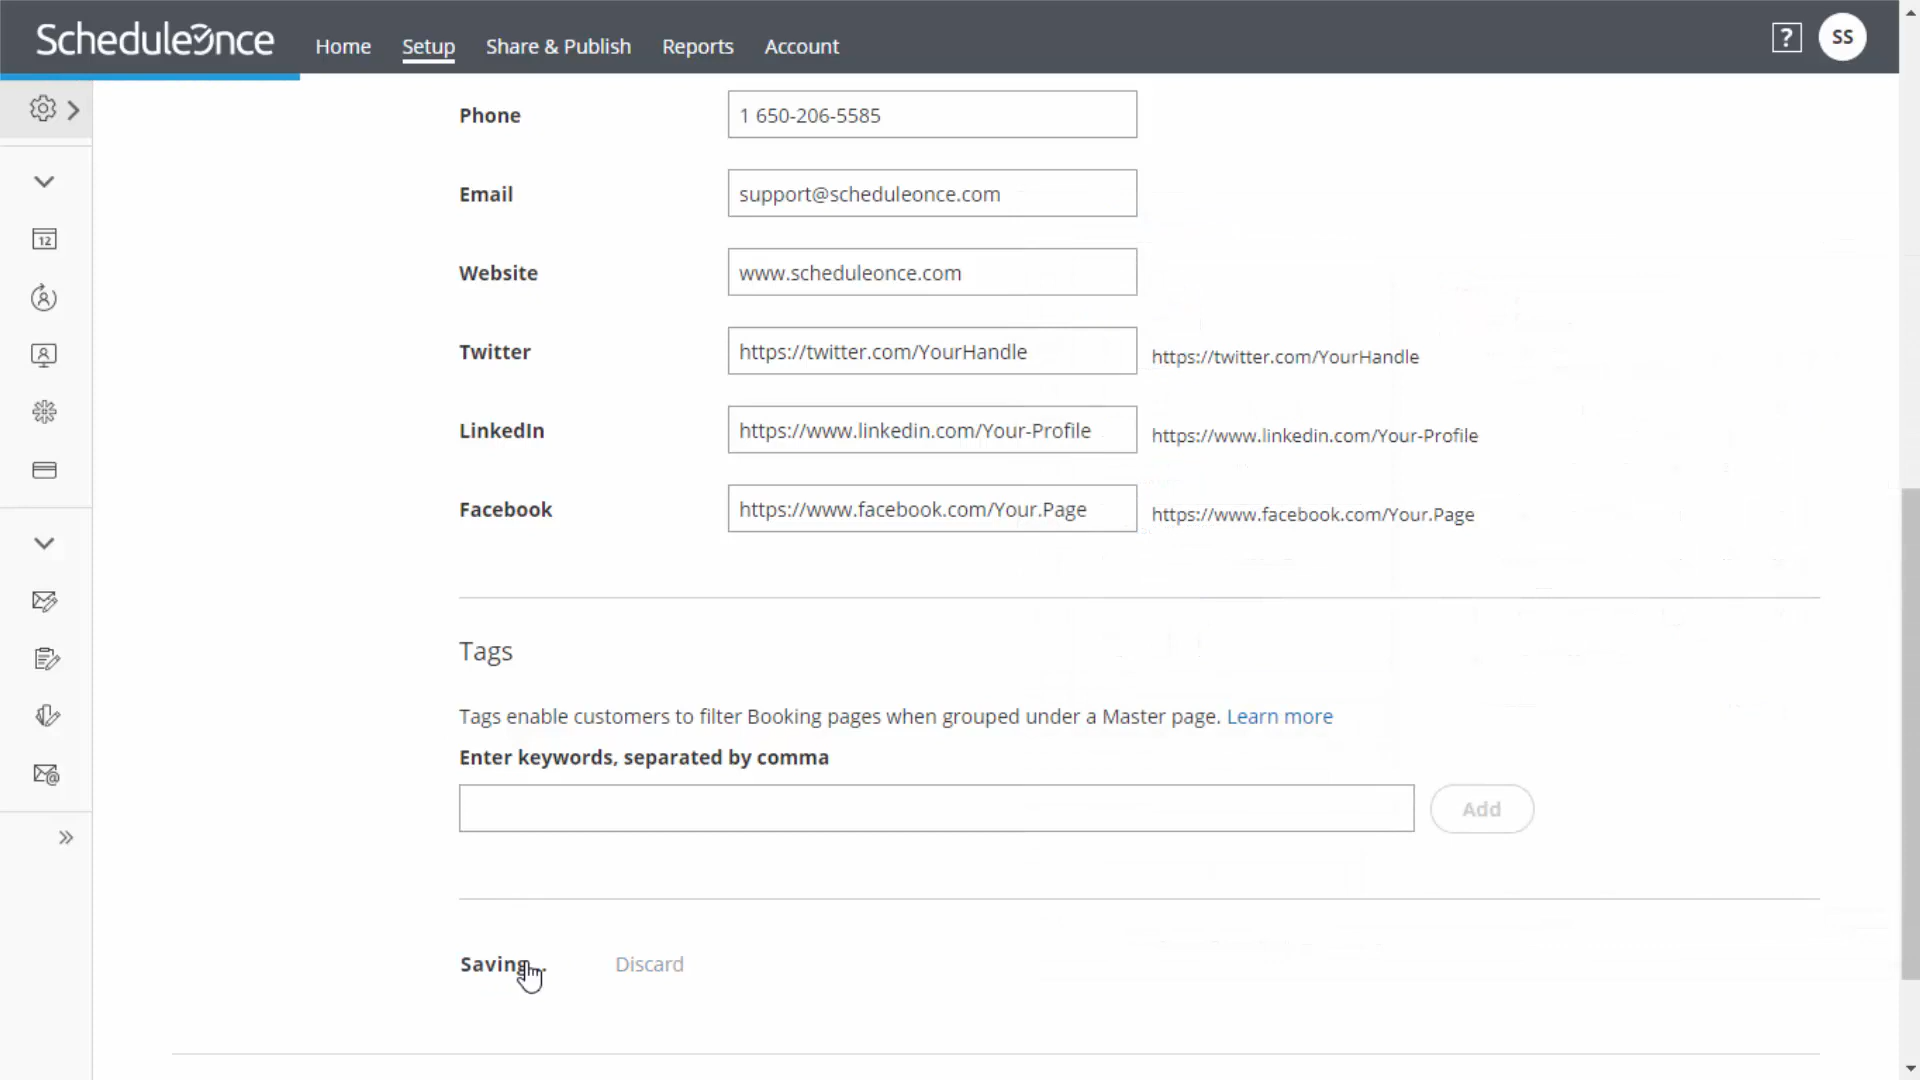 ScheduleOnce
Home Setup Share & Publish Reports Account
? SS
Phone 1 650-206-5585
12
Email support@scheduleonce.com
Website www.scheduleonce.com
Twitter https://twitter.com/YourHandle https://twitter.com/YourHandle
LinkedIn https://www.linkedin.com/Your-Profile https://www.linkedin.com/Your-Profile
Facebook https://www.facebook.com/Your.Page https://www.facebook.com/Your.Page
Tags
Tags enable customers to filter Booking pages when grouped under a Master page. Learn more
Enter keywords, separated by comma
Add
Saving... Discard